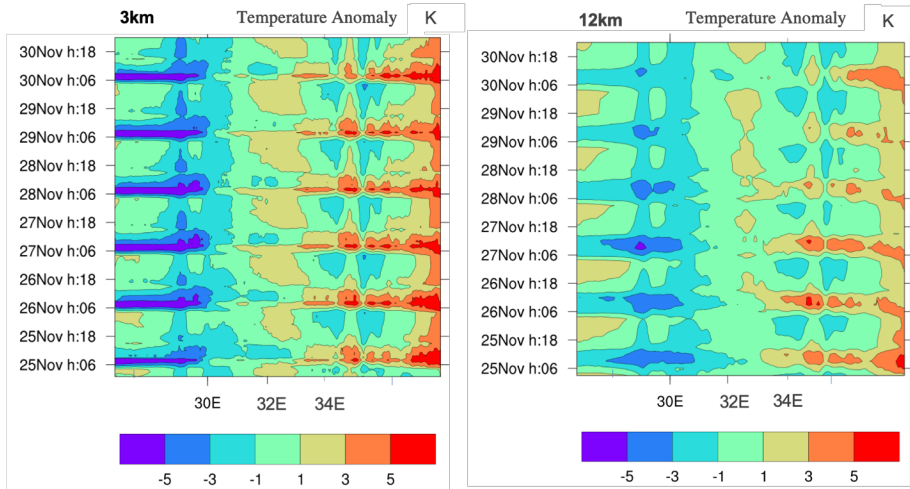 3km Temperature Anomaly K
30Nov h:18
30Nov h:06
29Nov h:18
29Nov h:06
28Nov h:18
28Nov h:06
27Nov h:18
27Nov h:06
26Nov h:18
26Nov h:06
25Nov h:18
25Nov h:06
30E 32E 34E
-5 -3 -1 1 3 5
12km Temperature Anomaly K
30Nov h:18
30Nov h:06
29Nov h:18
29Nov h:06
28Nov h:18
28Nov h:06
27Nov h:18
27Nov h:06
26Nov h:18
26Nov h:06
25Nov h:18
25Nov h:06
30E 32E 34E
-5 -3 -1 1 3 5